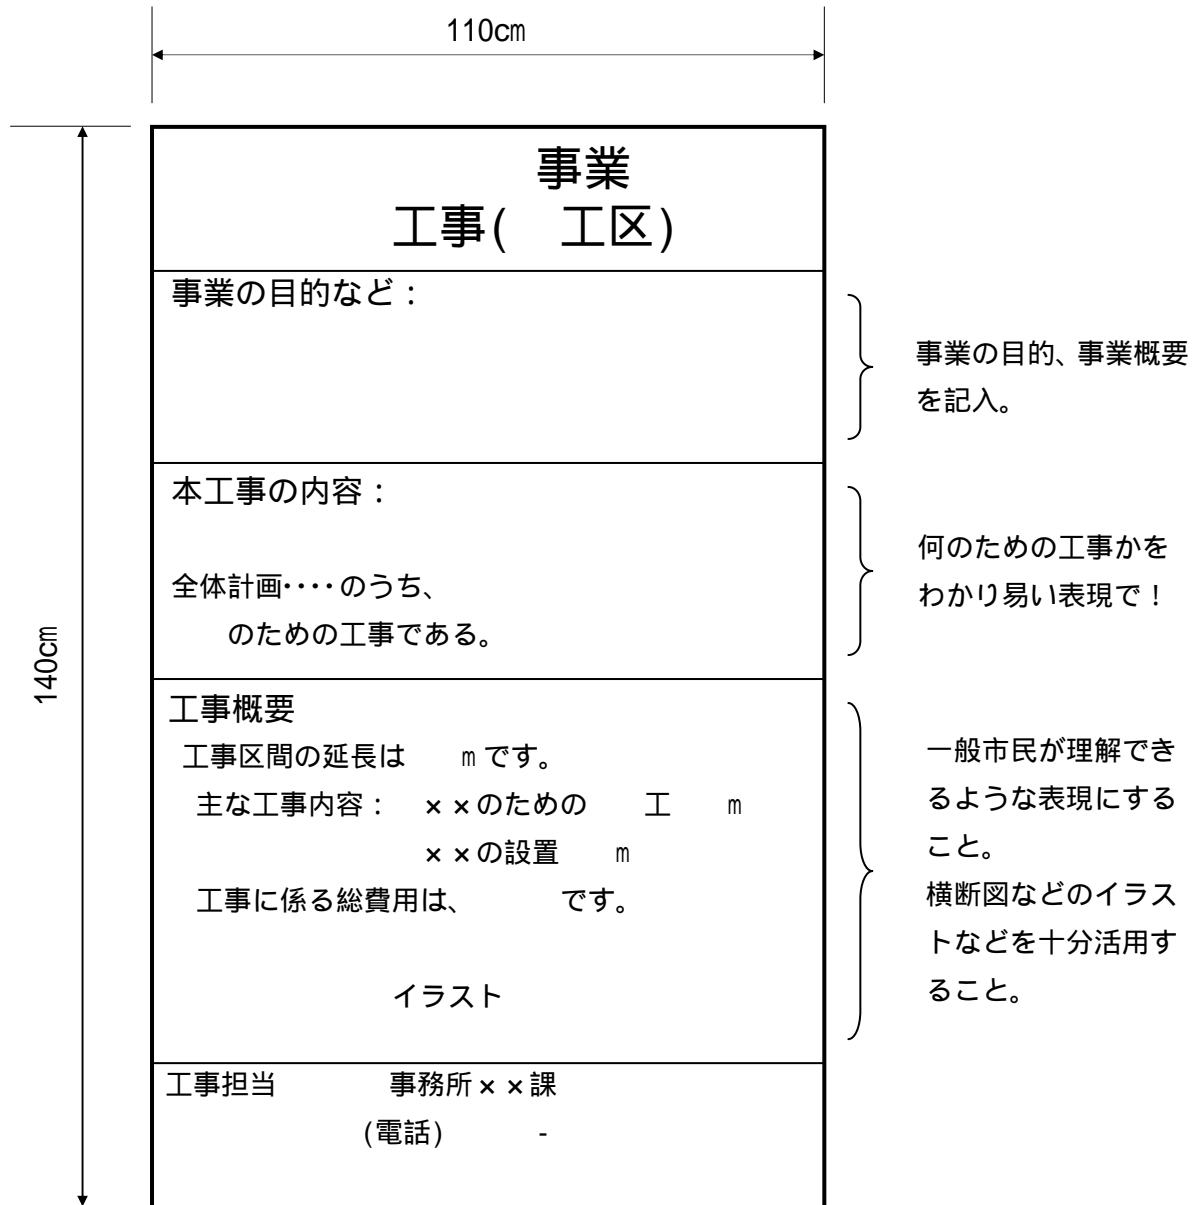 110㎝
事業
工事(　工区)
事業の目的など：
事業の目的、事業概要
を記入。
本工事の内容：
何のための工事かを
わかり易い表現で！
全体計画････のうち、
のための工事である。
140㎝
工事概要
工事区間の延長は　　ｍです。
主な工事内容：　××のための　　工　　ｍ
××の設置　　ｍ
工事に係る総費用は、　　　です。
イラスト
一般市民が理解でき
るような表現にする
こと。
横断図などのイラス
トなどを十分活用す
ること。
工事担当　　　　事務所××課
(電話)　　　-